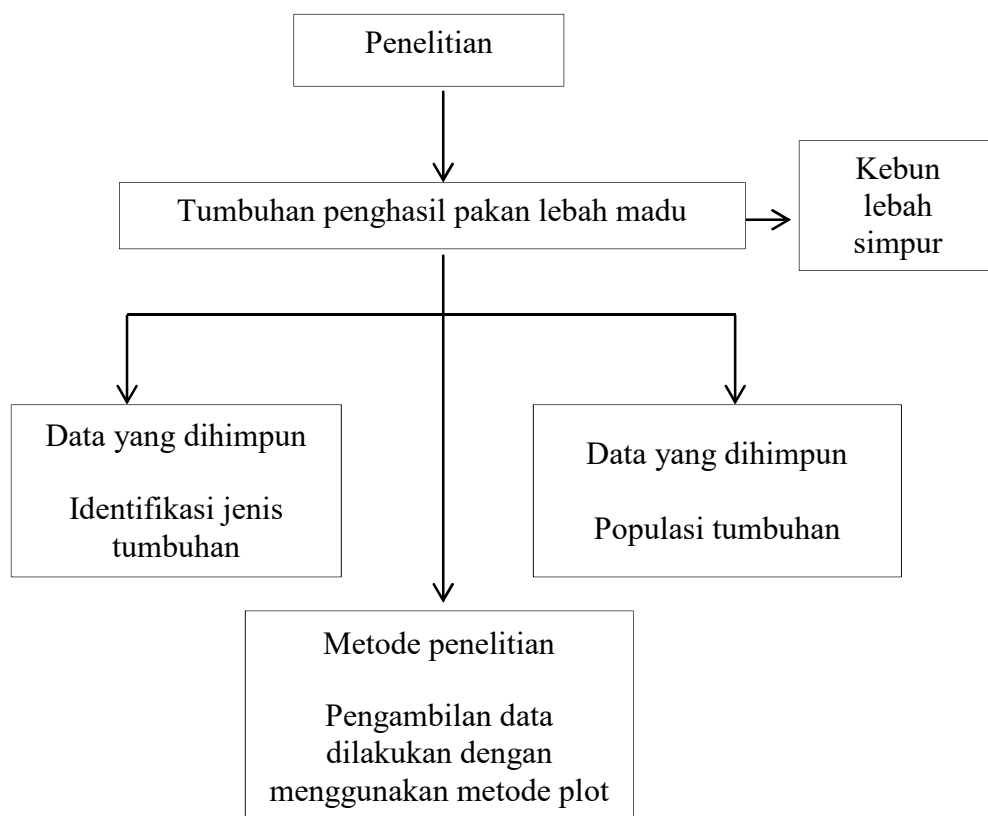 Penelitian
Tumbuhan penghasil pakan lebah madu
Kebun
lebah
simpur
Data yang dihimpun
Identifikasi jenis
tumbuhan
Data yang dihimpun
Populasi tumbuhan
Metode penelitian
Pengambilan data
dilakukan dengan
menggunakan metode plot